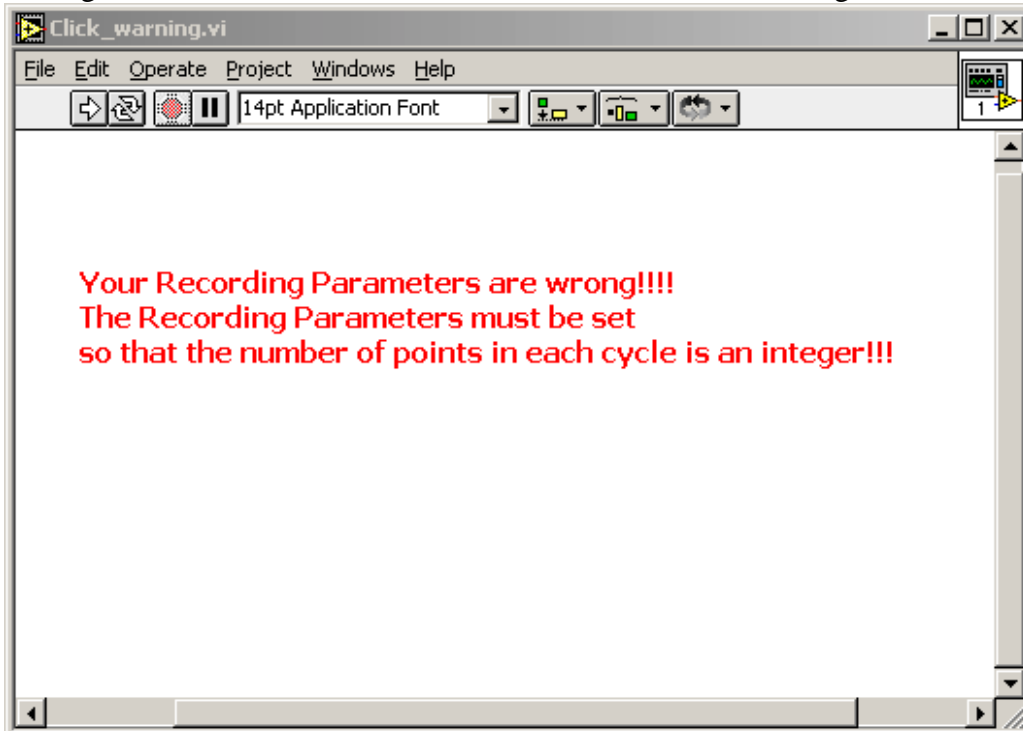 Click_warning.vi
File Edit Operate Project Windows Help
14pt Application Font
1
Your Recording Parameters are wrong!!!!
The Recording Parameters must be set
so that the number of points in each cycle is an integer!!!